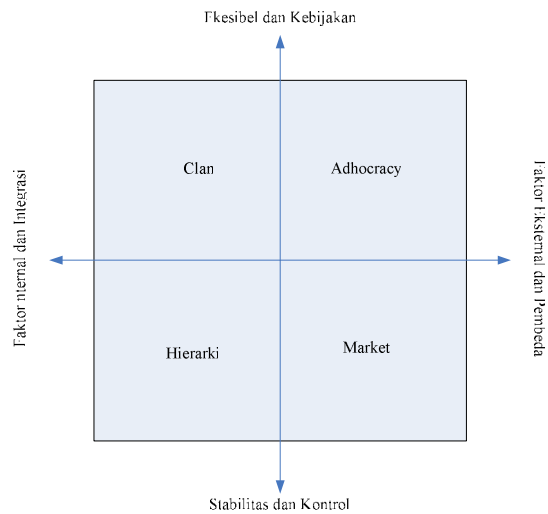 Fkesibel dan Kebijakan
Clan
Adhocracy
Faktor nternal dan Integrasi
Faktor Eksternal dan Pembeda
Hierarki
Market
Stabilitas dan Kontrol